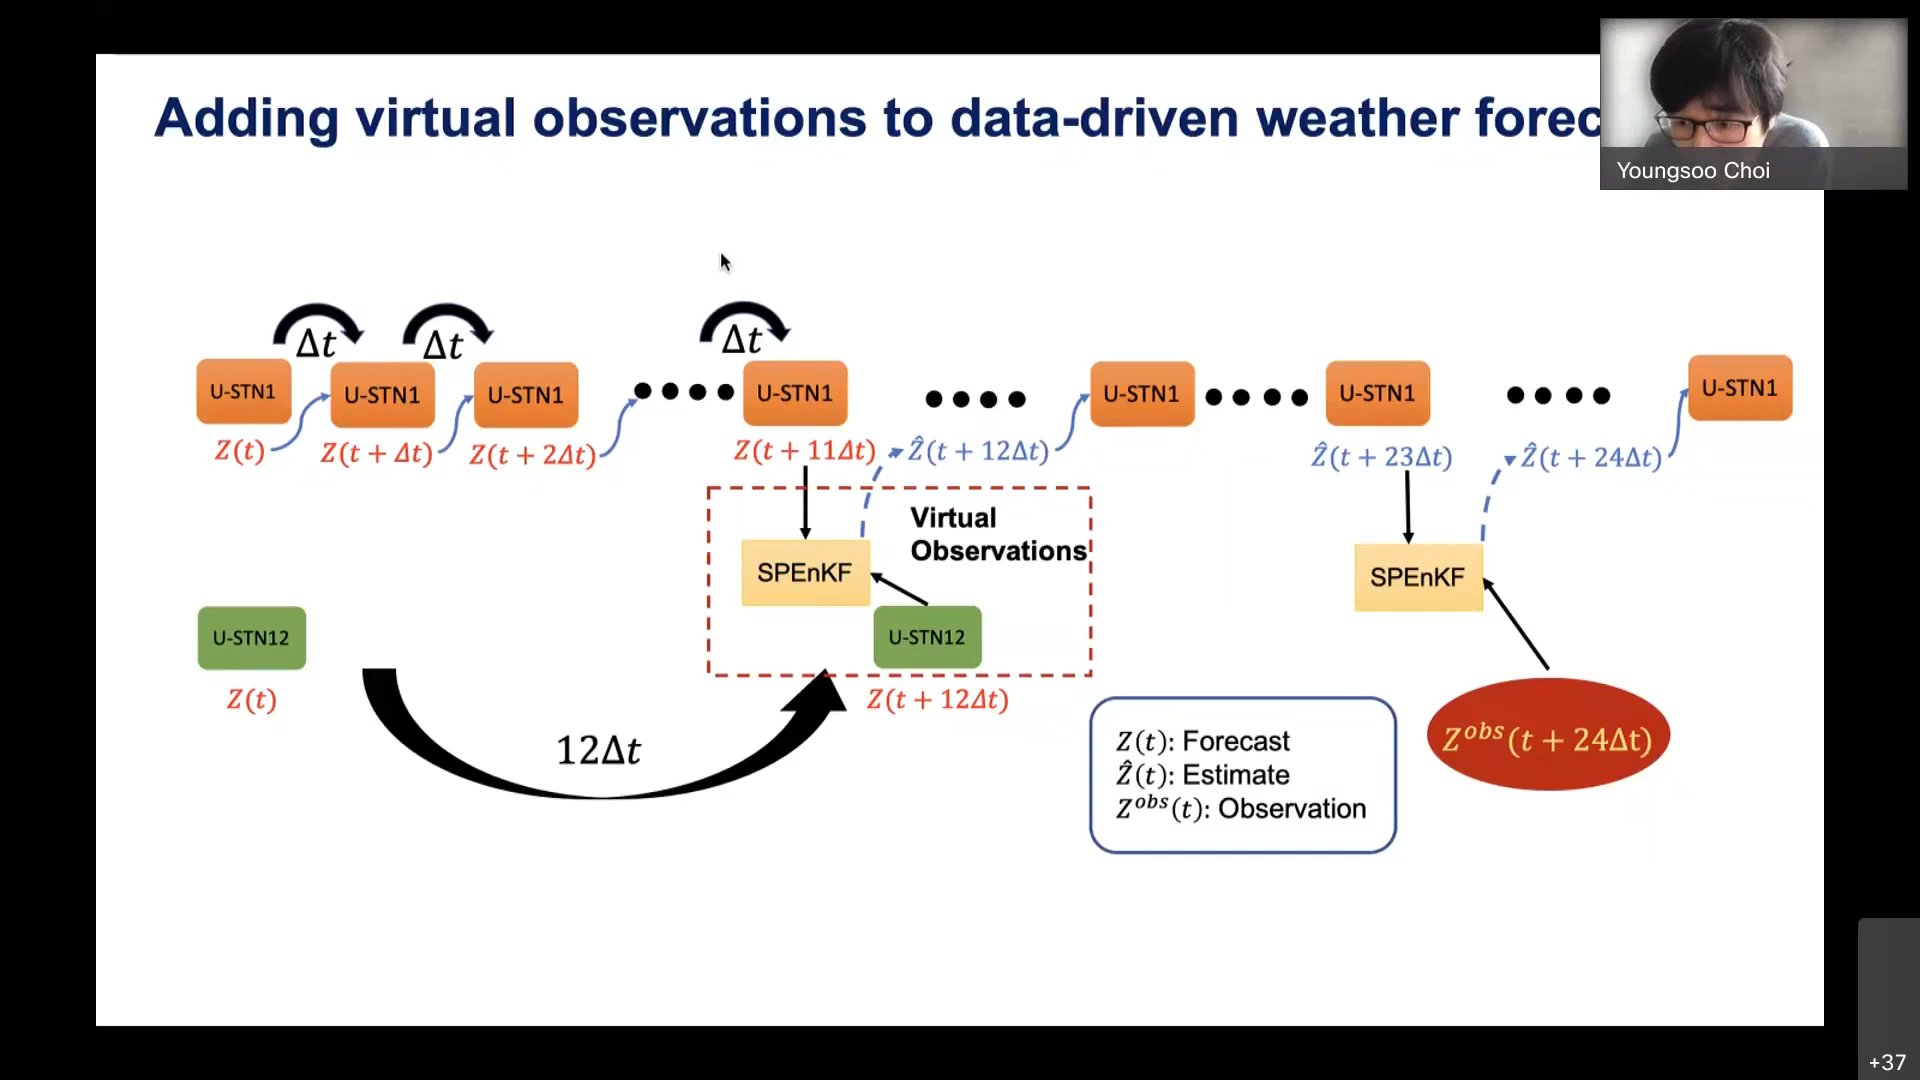 Adding virtual observations to data-driven weather forec
Youngsoo Choi
Δt Δt Δt
U-STN1 U-STN1 U-STN1 U-STN1 U-STN1 U-STN1 U-STN1
Z(t) Z(t + Δt) Z(t + 2Δt) Z(t + 11Δt) Ẑ(t + 12Δt) Ẑ(t + 23Δt) Ẑ(t + 24Δt)
Virtual
Observations
SPEnKF SPEnKF
U-STN12 U-STN12
Z(t) Z(t + 12Δt)
12Δt
Z(t): Forecast
Ẑ(t): Estimate
Z^obs(t): Observation
Z^obs(t + 24Δt)
+37